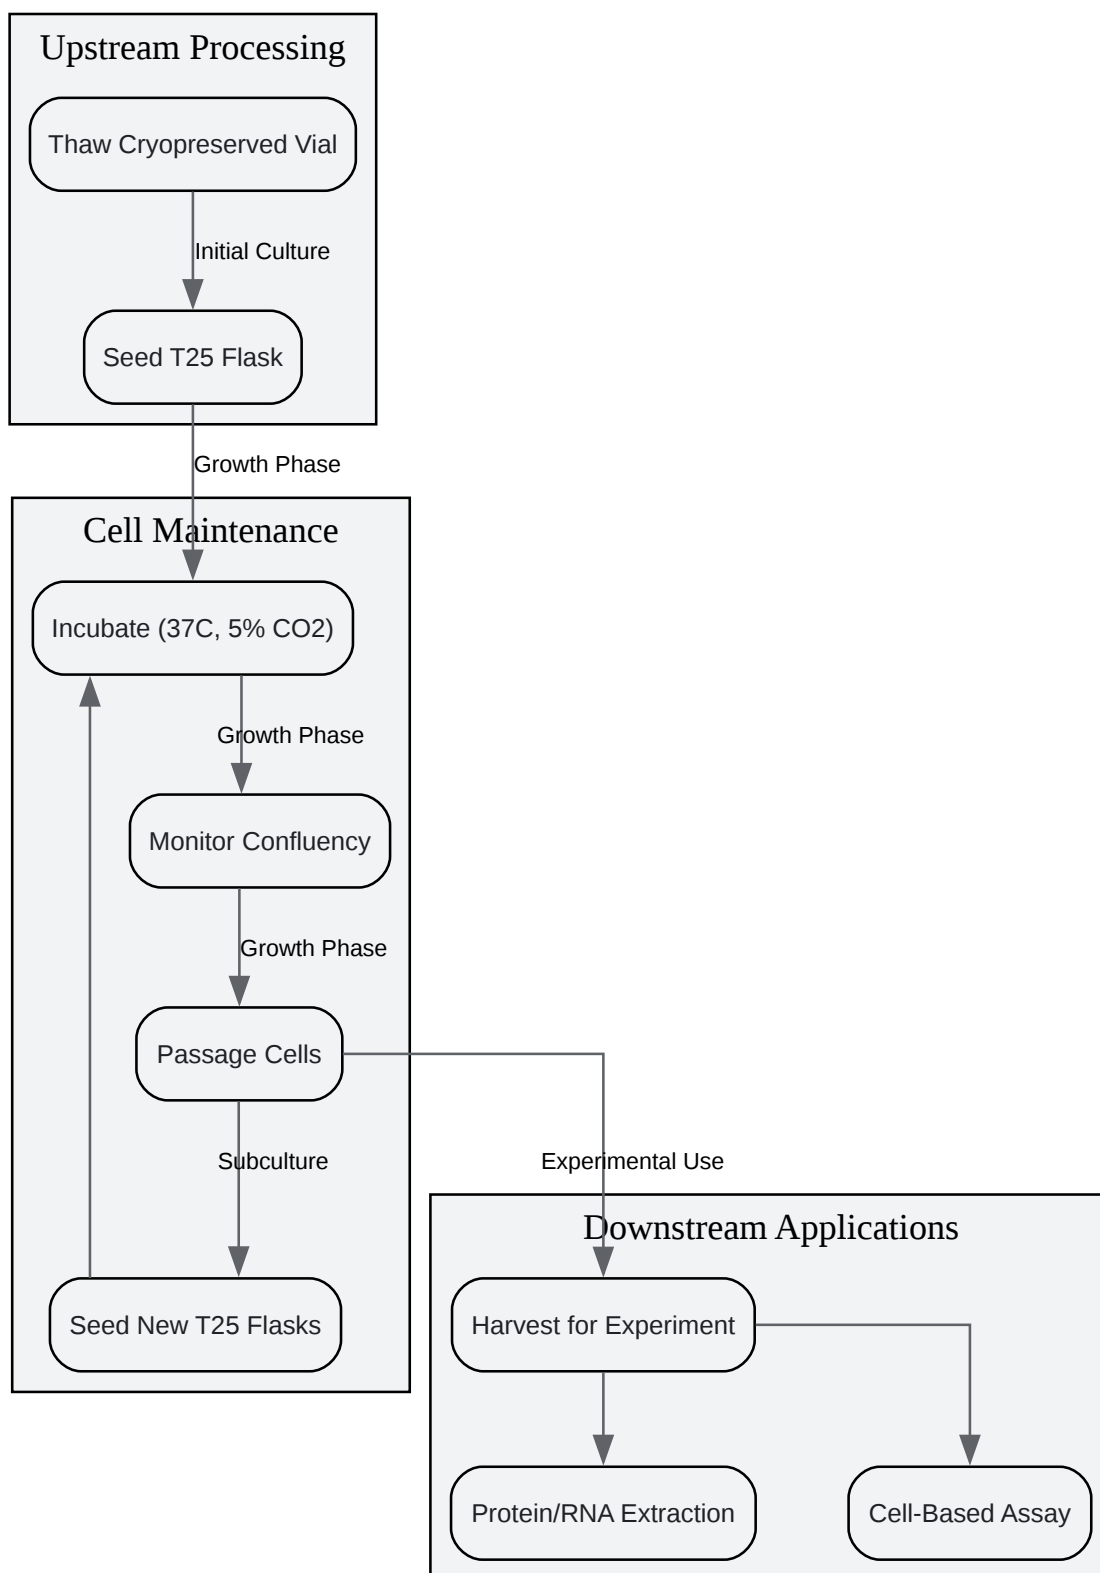 Upstream Processing
Thaw Cryopreserved Vial
Initial Culture
Seed T25 Flask
Growth Phase
Cell Maintenance
Incubate (37C, 5% CO2)
Growth Phase
Monitor Confluency
Growth Phase
Passage Cells
Subculture
Experimental Use
Downstream Applications
Seed New T25 Flasks
Harvest for Experiment
Protein/RNA Extraction
Cell-Based Assay